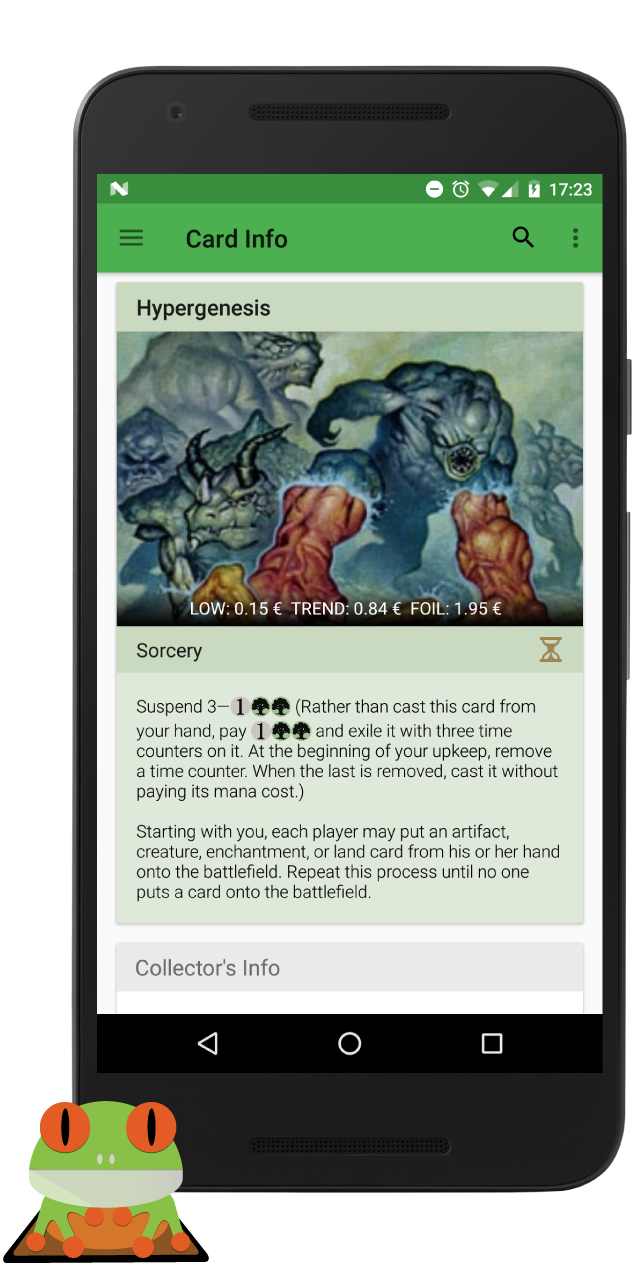 17:23
Card Info
Hypergenesis
LOW: 0.15 € TREND: 0.84 € FOIL: 1.95 €
Sorcery
Suspend 3—1 (Rather than cast this card from
your hand, pay 1 and exile it with three time
counters on it. At the beginning of your upkeep, remove
a time counter. When the last is removed, cast it without
paying its mana cost.)
Starting with you, each player may put an artifact,
creature, enchantment, or land card from his or her hand
onto the battlefield. Repeat this process until no one
puts a card onto the battlefield.
Collector's Info